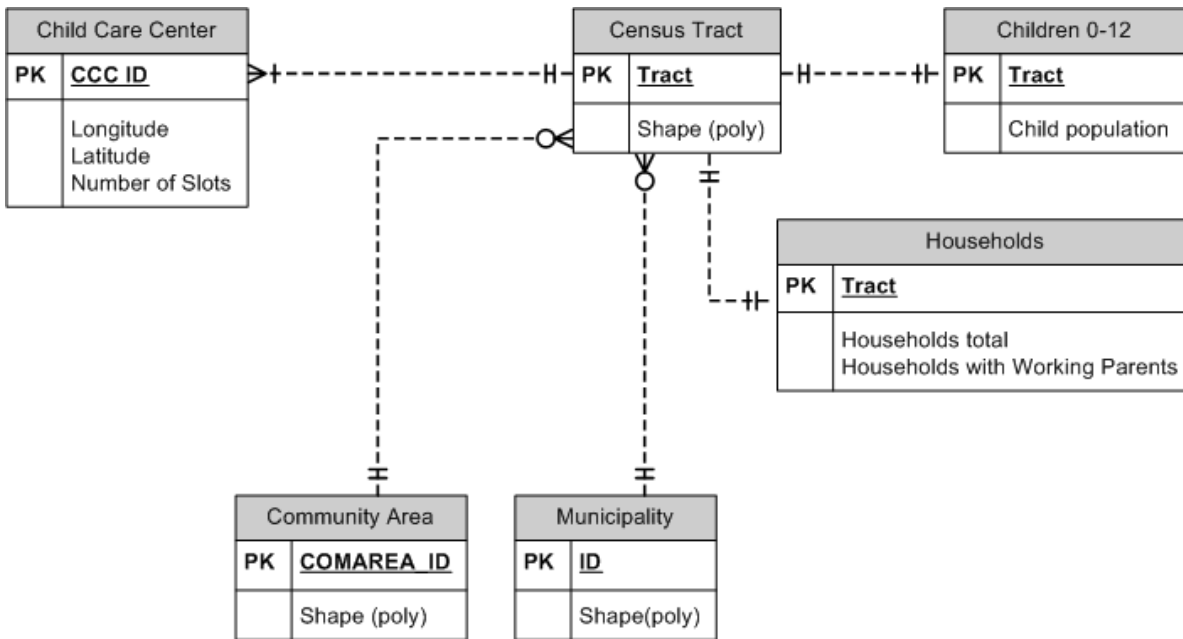 Child Care Center
PK CCC ID
Longitude
Latitude
Number of Slots
Census Tract
PK Tract
Shape (poly)
Children 0-12
PK Tract
Child population
Households
PK Tract
Households total
Households with Working Parents
Community Area
PK COMAREA_ID
Shape (poly)
Municipality
PK ID
Shape(poly)